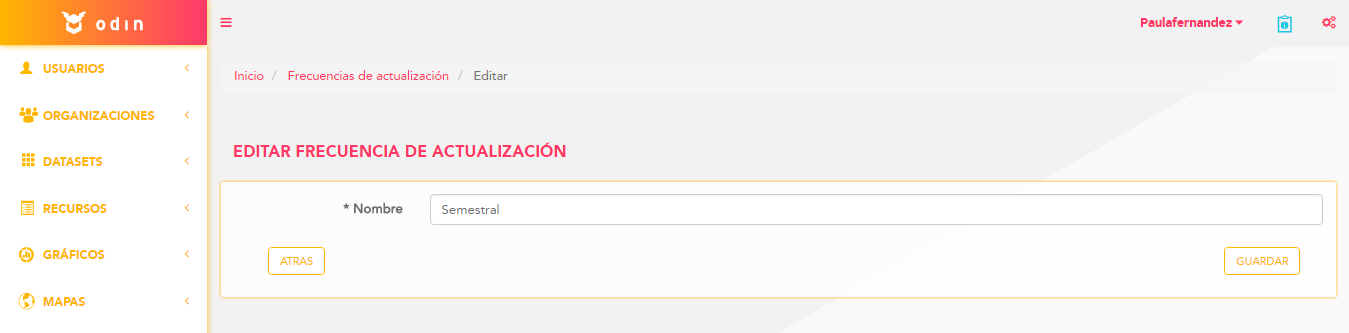 odin
Paulafernandez
USUARIOS
ORGANIZACIONES
DATASETS
RECURSOS
GRÁFICOS
MAPAS
Inicio / Frecuencias de actualización / Editar
EDITAR FRECUENCIA DE ACTUALIZACIÓN
* Nombre Semestral
ATRAS GUARDAR